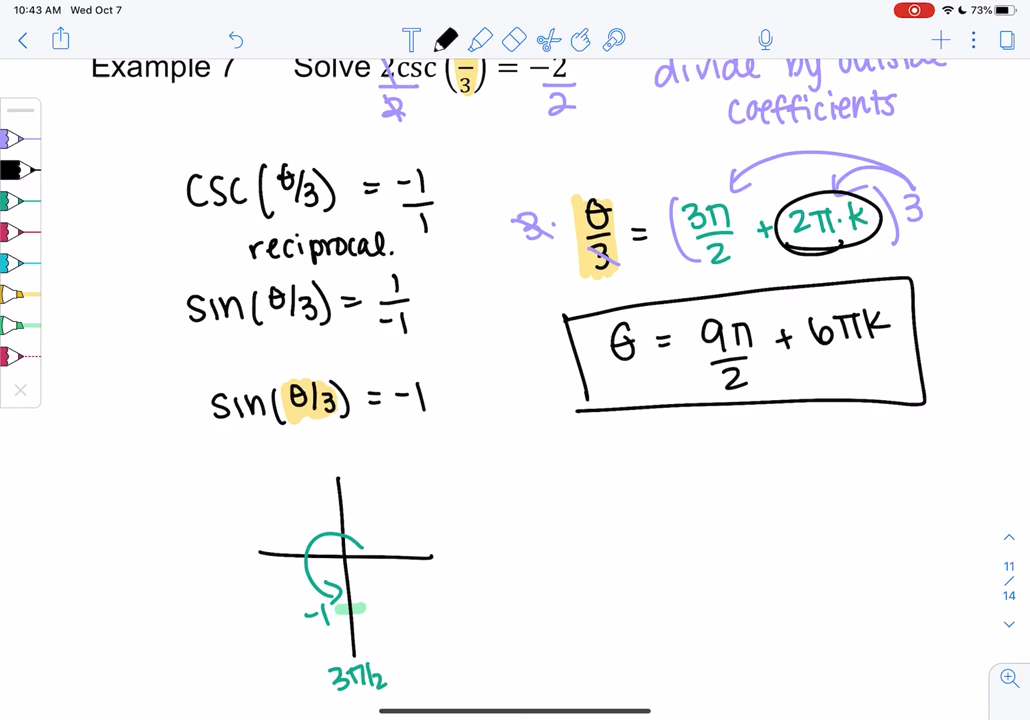 10:43 AM Wed Oct 7
73%
Example 7 Solve 2csc (θ/3) = -2
2 2
divide by outside
coefficients
csc(θ/3) = -1/1
reciprocal.
sin(θ/3) = 1/-1
sin(θ/3) = -1
3· θ/3 = (3π/2 + 2π·k) 3
θ = 9π/2 + 6πk
-1
3π/2
11
/
14